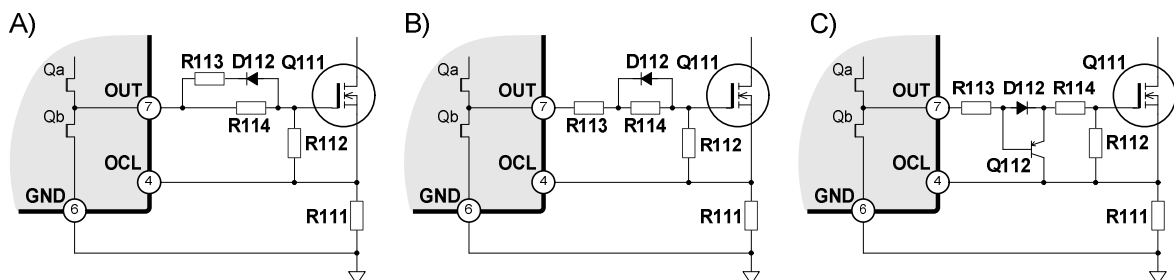 A)
R113 D112 Q111
Qa
OUT
7
R114
Qb
R112
OCL
4
GND
6
R111
B)
D112 Q111
Qa
OUT
7
R113 R114
Qb
R112
OCL
4
GND
6
R111
C)
Q111
Qa
OUT
R113 D112 R114
7
Qb
R112
OCL
Q112
4
GND
6
R111